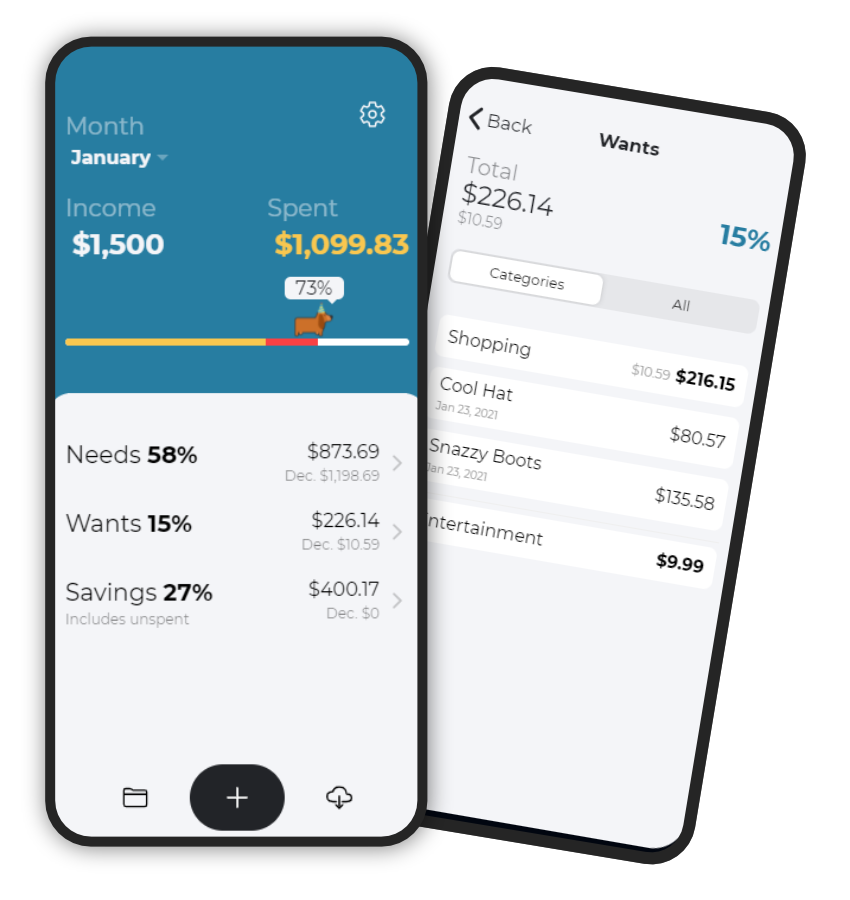 Month
January
Income Spent
$1,500 $1,099.83
73%
Needs 58% $873.69
Dec. $1,198.69
Wants 15% $226.14
Dec. $10.59
Savings 27% $400.17
Includes unspent Dec. $0
Back Wants
Total
$226.14
$10.59 15%
Categories All
Shopping $10.59 $216.15
Cool Hat $80.57
Jan 23, 2021
Snazzy Boots $135.58
Jan 23, 2021
ntertainment $9.99